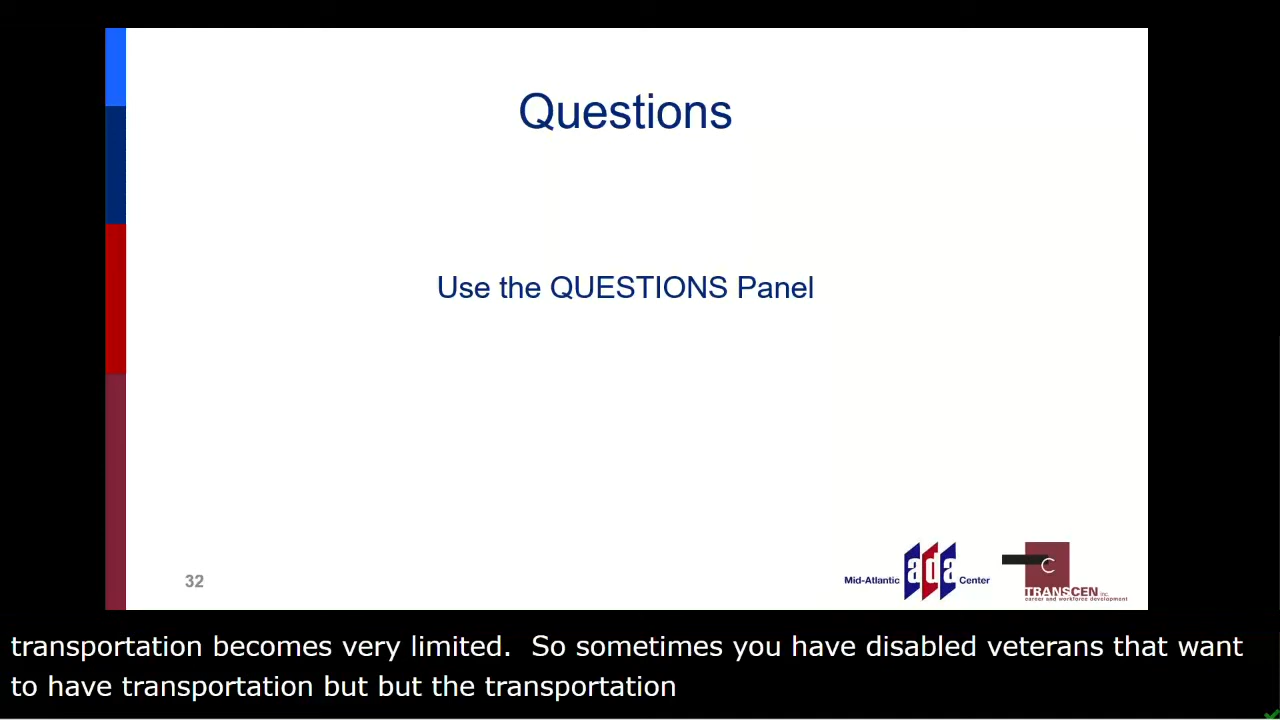 Questions
Use the QUESTIONS Panel
Mid-Atlantic ada Center
C
TRANSCEN inc.
career and workforce development
32
transportation becomes very limited.  So sometimes you have disabled veterans that want
to have transportation but but the transportation